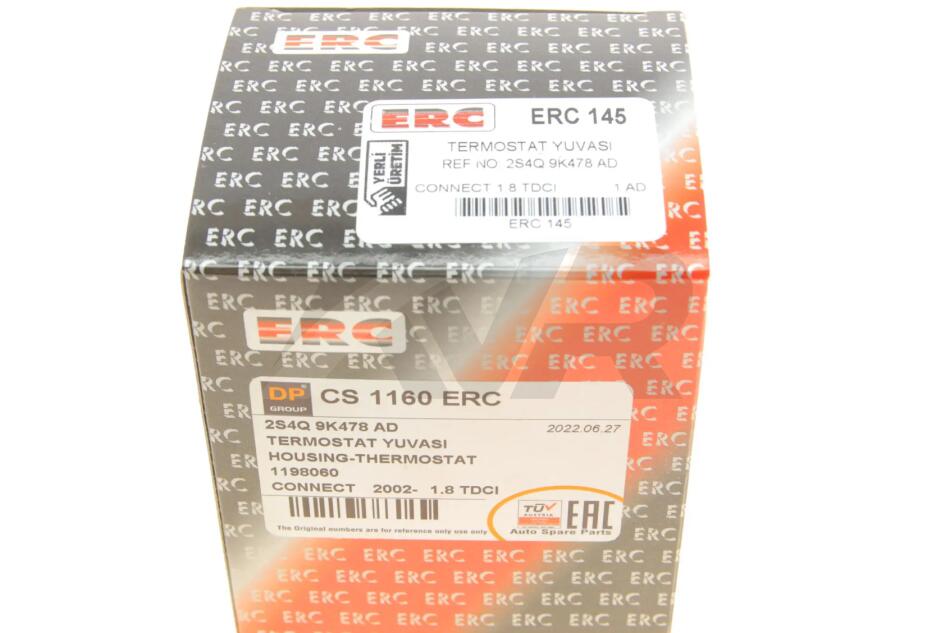 ERC
ERC ERC 145
TERMOSTAT YUVASI
REF NO: 2S4Q 9K478 AD
YERLİ
ÜRETİM
CONNECT 1.8 TDCI 1 AD
ERC 145
ERC
DP GROUP CS 1160 ERC
2S4Q 9K478 AD 2022.06.27
TERMOSTAT YUVASI
HOUSING-THERMOSTAT
1198060
CONNECT 2002- 1.8 TDCI
TÜV AUSTRIA EAC
The Original numbers are for reference only use only
Auto Spare Parts